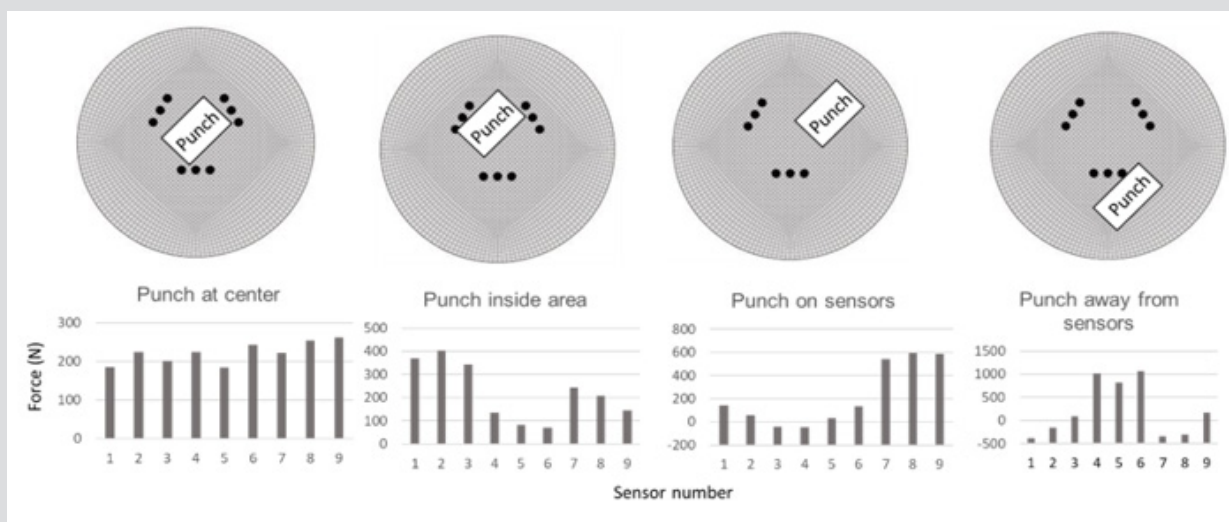 Punch
Punch
Punch
Punch
Punch at center
Punch inside area
Punch on sensors
Punch away from
sensors
Force (N)
300
200
100
0
1 2 3 4 5 6 7 8 9
500
400
300
200
100
0
1 2 3 4 5 6 7 8 9
800
600
400
200
0
-200
1 2 3 4 5 6 7 8 9
1500
1000
500
0
-500
1 2 3 4 5 6 7 8 9
Sensor number